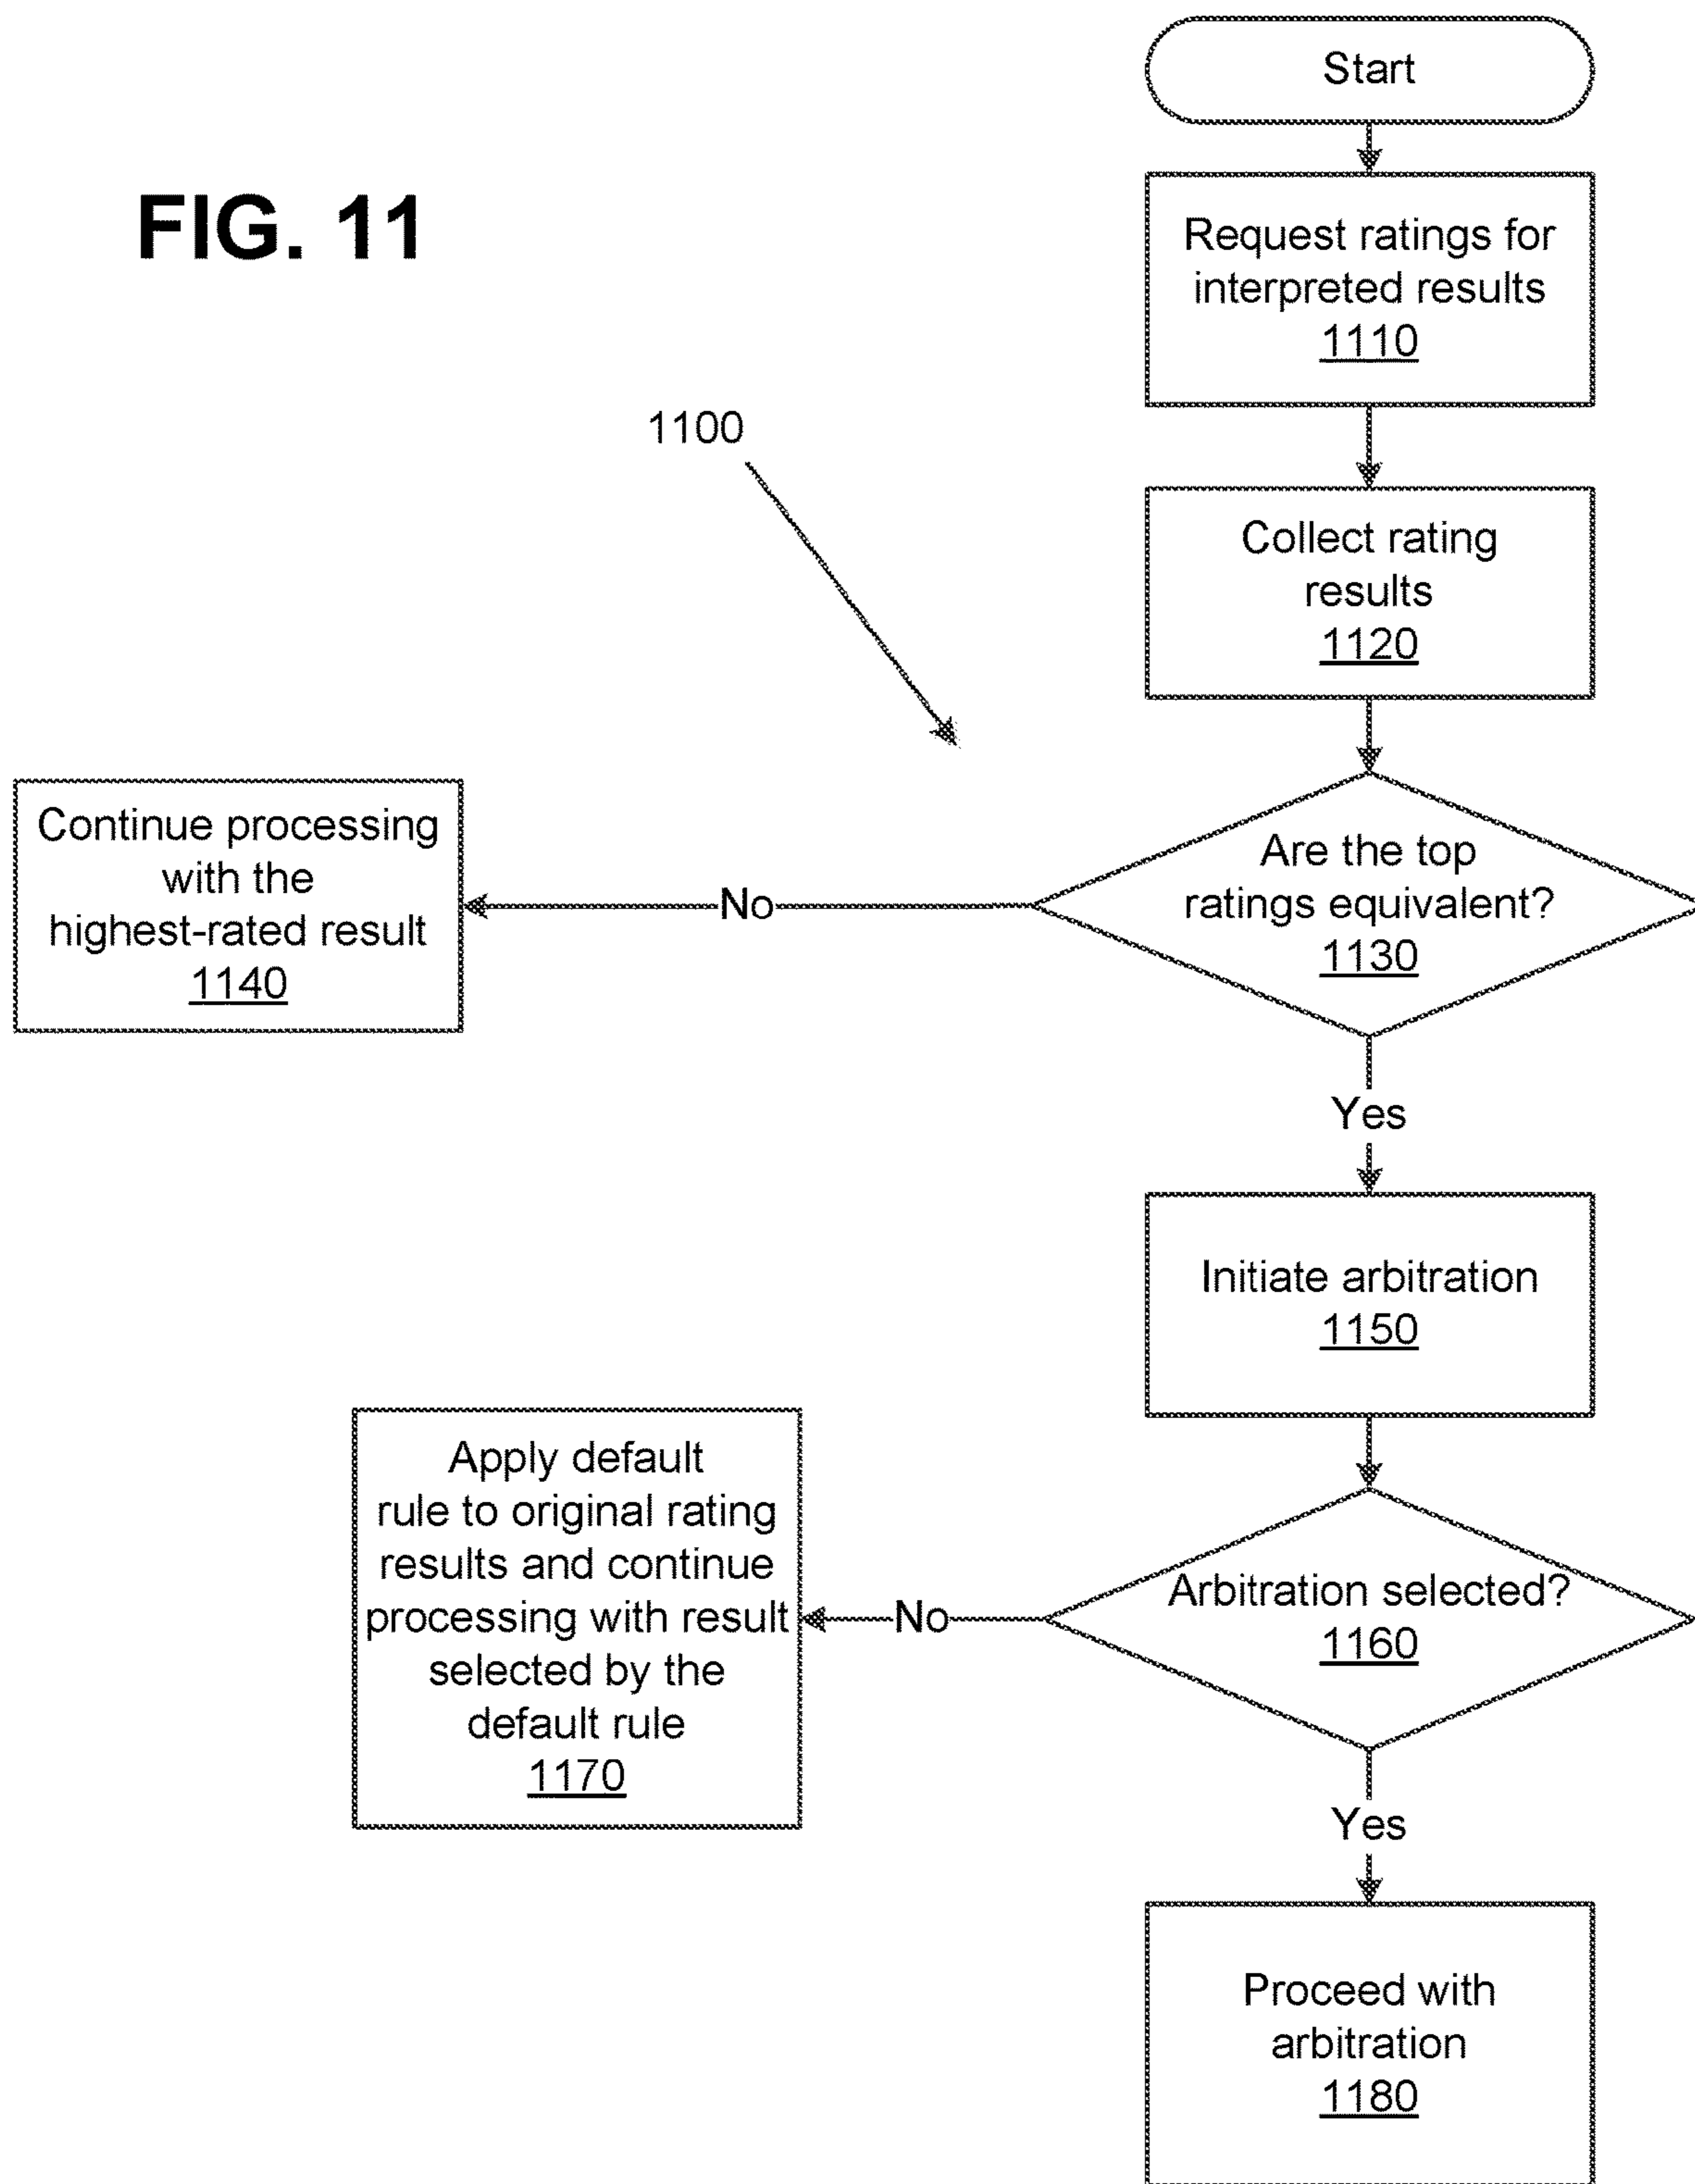 Start
FIG. 11
Request ratings for
interpreted results
1110
1100
Collect rating
results
1120
Are the top
ratings equivalent?
1130
No
Continue processing
with the
highest-rated result
1140
Yes
Initiate arbitration
1150
Arbitration selected?
1160
No
Apply default
rule to original rating
results and continue
processing with result
selected by the
default rule
1170
Yes
Proceed with
arbitration
1180